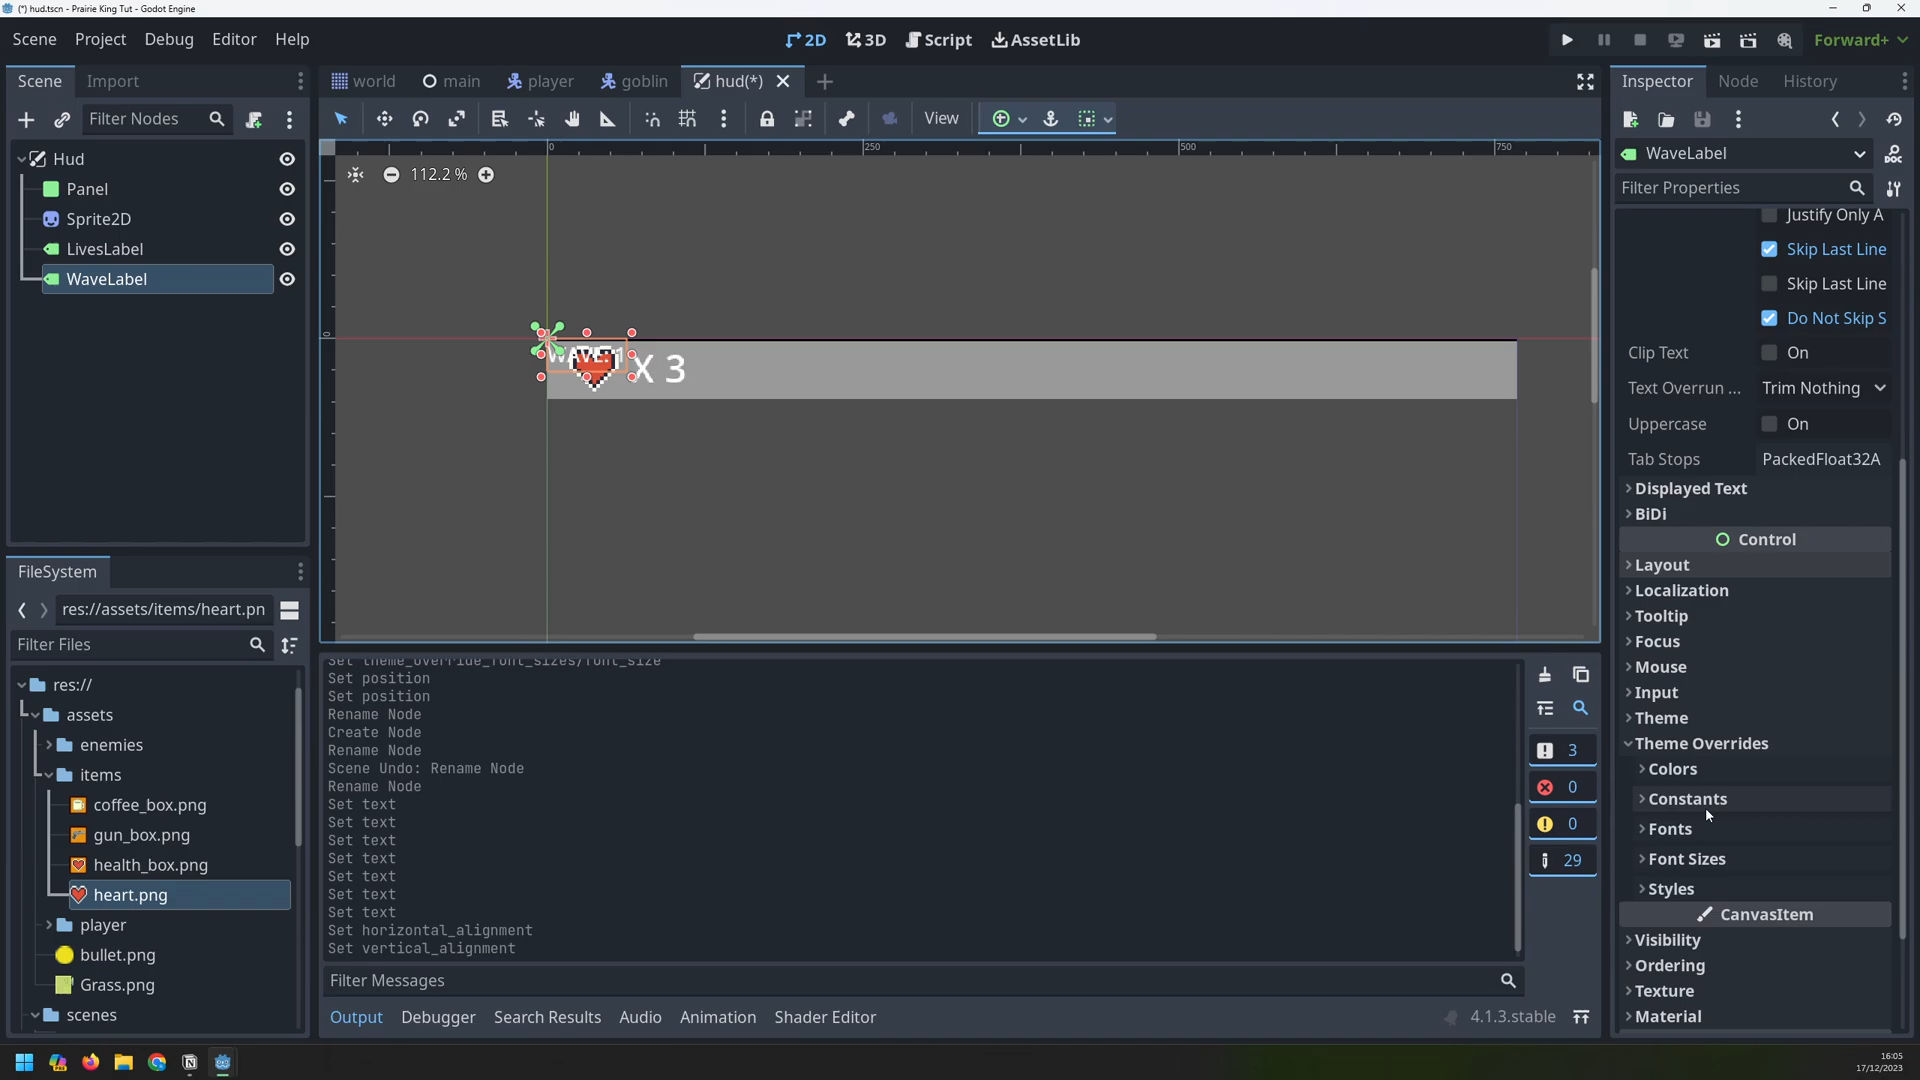 (*) hud.tscn - Prairie King Tut - Godot Engine
Scene Project Debug Editor Help
2D 3D Script AssetLib
Forward+
Scene Import
world main player goblin hud(*)
Inspector Node History
Filter Nodes
View
Hud
Panel
Sprite2D
LivesLabel
WaveLabel
0 250 500 750
112.2 %
0
WAVE: 1
X 3
WaveLabel
Filter Properties
Justify Only A
Skip Last Line
Skip Last Line
Do Not Skip S
Clip Text On
Text Overrun ... Trim Nothing
Uppercase On
Tab Stops PackedFloat32A
Displayed Text
BiDi
Control
Layout
Localization
Tooltip
Focus
Mouse
Input
Theme
Theme Overrides
Colors
Constants
Fonts
Font Sizes
Styles
CanvasItem
Visibility
Ordering
Texture
Material
FileSystem
res://assets/items/heart.pn
Filter Files
res://
assets
enemies
items
coffee_box.png
gun_box.png
health_box.png
heart.png
player
bullet.png
Grass.png
scenes
Set theme_override_font_sizes/font_size
Set position
Set position
Rename Node
Create Node
Rename Node
Scene Undo: Rename Node
Rename Node
Set text
Set text
Set text
Set text
Set text
Set text
Set text
Set horizontal_alignment
Set vertical_alignment
3
0
0
29
Filter Messages
Output Debugger Search Results Audio Animation Shader Editor
4.1.3.stable
16:05
17/12/2023